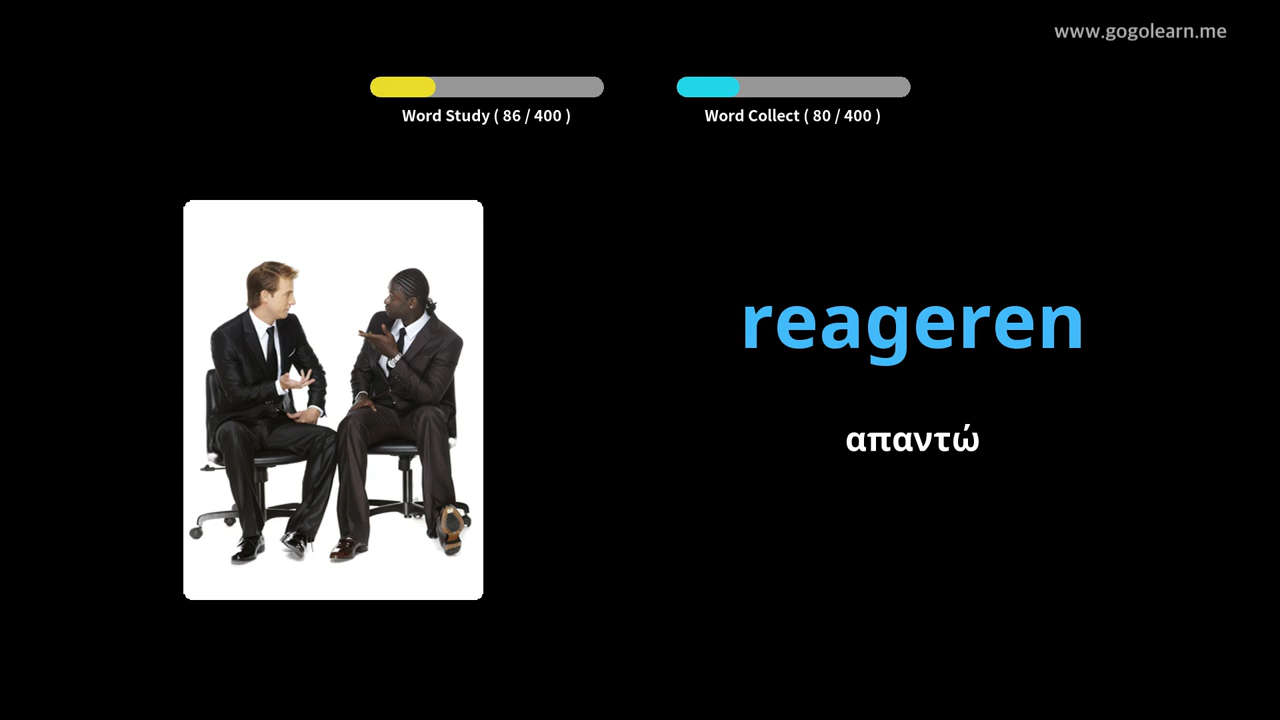 www.gogolearn.me
Word Study ( 86 / 400 )
Word Collect ( 80 / 400 )
reageren
απαντώ